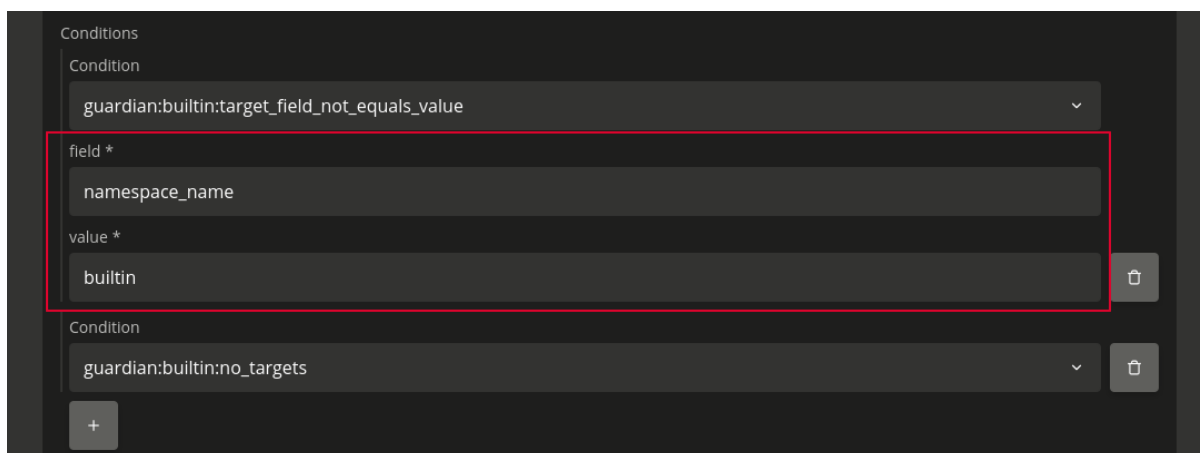 Conditions
Condition
guardian:builtin:target_field_not_equals_value
field *
namespace_name
value *
builtin
Condition
guardian:builtin:no_targets
+